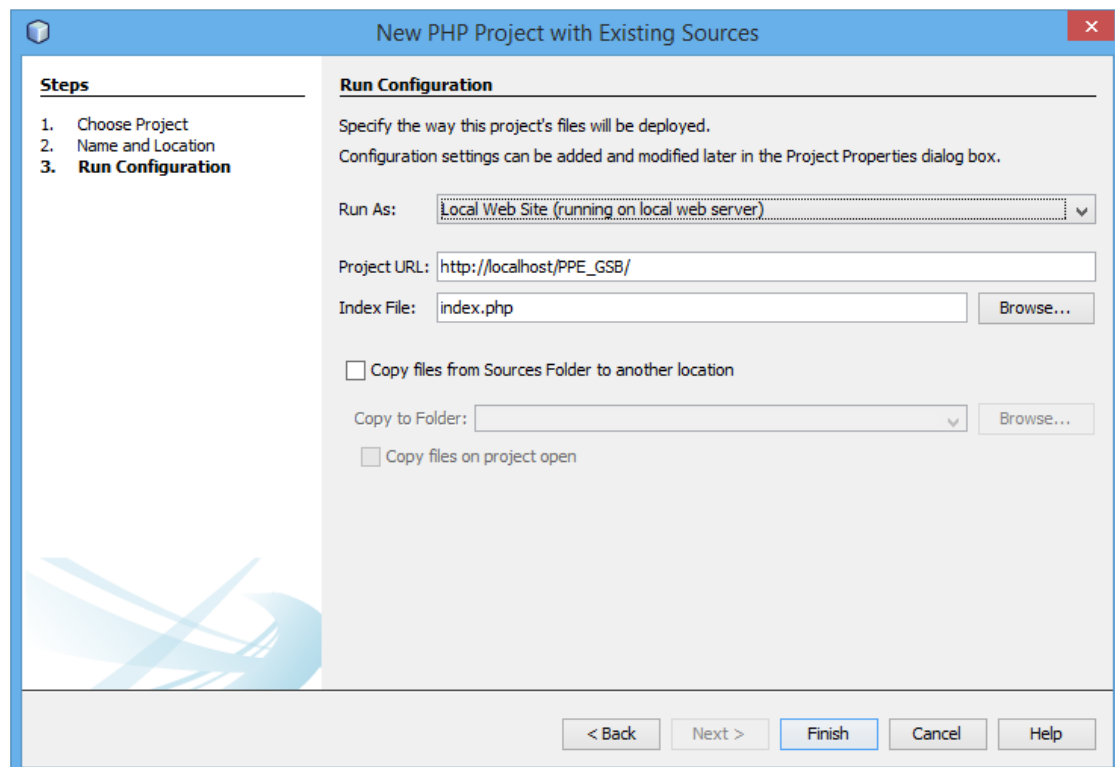 New PHP Project with Existing Sources
Steps
1. Choose Project
2. Name and Location
3. Run Configuration
Run Configuration
Specify the way this project's files will be deployed.
Configuration settings can be added and modified later in the Project Properties dialog box.
Run As: Local Web Site (running on local web server)
Project URL: http://localhost/PPE_GSB/
Index File: index.php Browse...
Copy files from Sources Folder to another location
Copy to Folder: Browse...
Copy files on project open
< Back Next > Finish Cancel Help